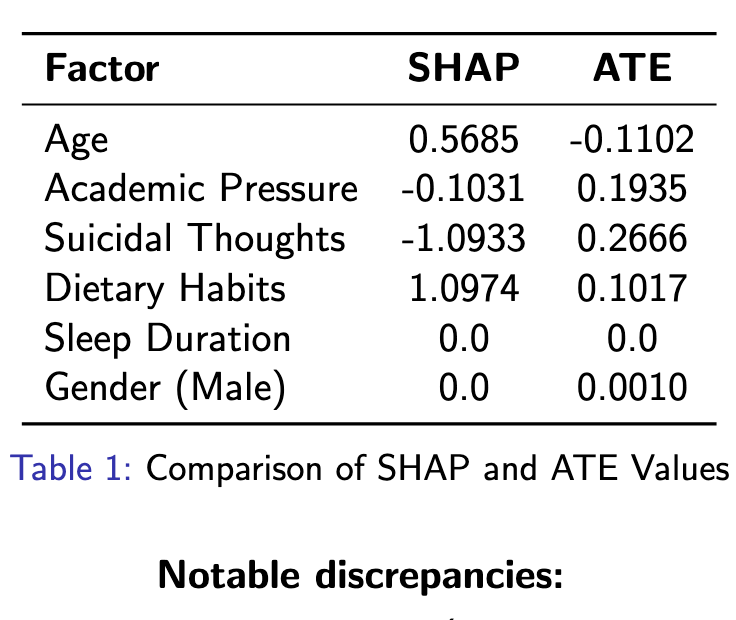 Factor SHAP ATE
Age 0.5685 -0.1102
Academic Pressure -0.1031 0.1935
Suicidal Thoughts -1.0933 0.2666
Dietary Habits 1.0974 0.1017
Sleep Duration 0.0 0.0
Gender (Male) 0.0 0.0010
Table 1: Comparison of SHAP and ATE Values
Notable discrepancies: